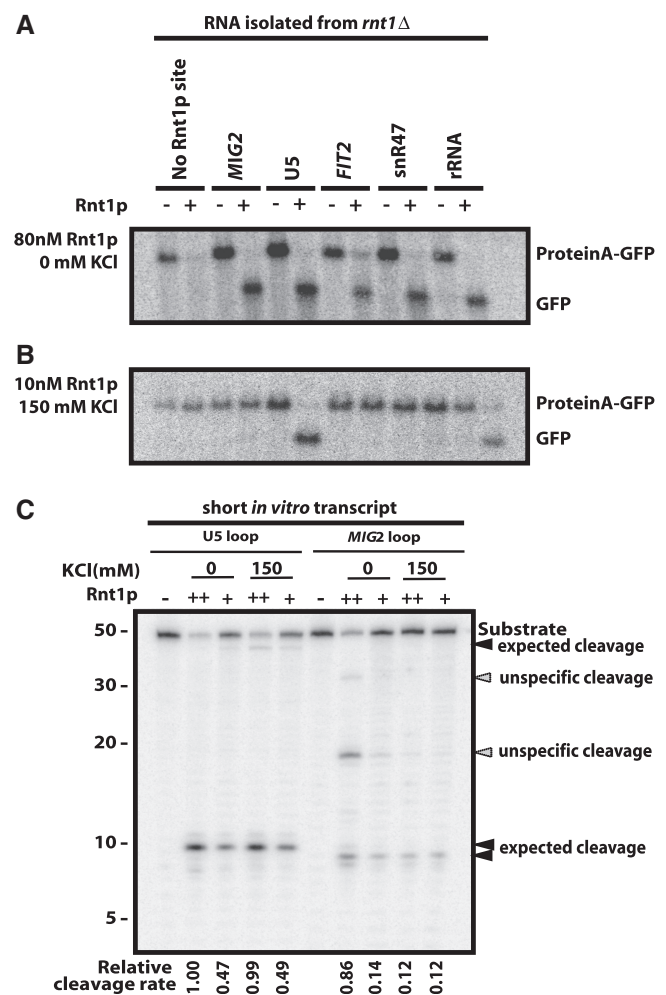 A
RNA isolated from rnt1Δ
No Rnt1p site
MIG2
U5
FIT2
snR47
rRNA
Rnt1p - + - + - + - + - + - +
80nM Rnt1p
0 mM KCl
ProteinA-GFP
GFP
B
10nM Rnt1p
150 mM KCl
ProteinA-GFP
GFP
C
short in vitro transcript
U5 loop MIG2 loop
KCl(mM) 0 150 0 150
Rnt1p - ++ + ++ + - ++ + ++ +
50 -
Substrate
expected cleavage
30 -
unspecific cleavage
20 -
unspecific cleavage
10 -
expected cleavage
5 -
Relative
cleavage rate
1.00 0.47 0.99 0.49 0.86 0.14 0.12 0.12